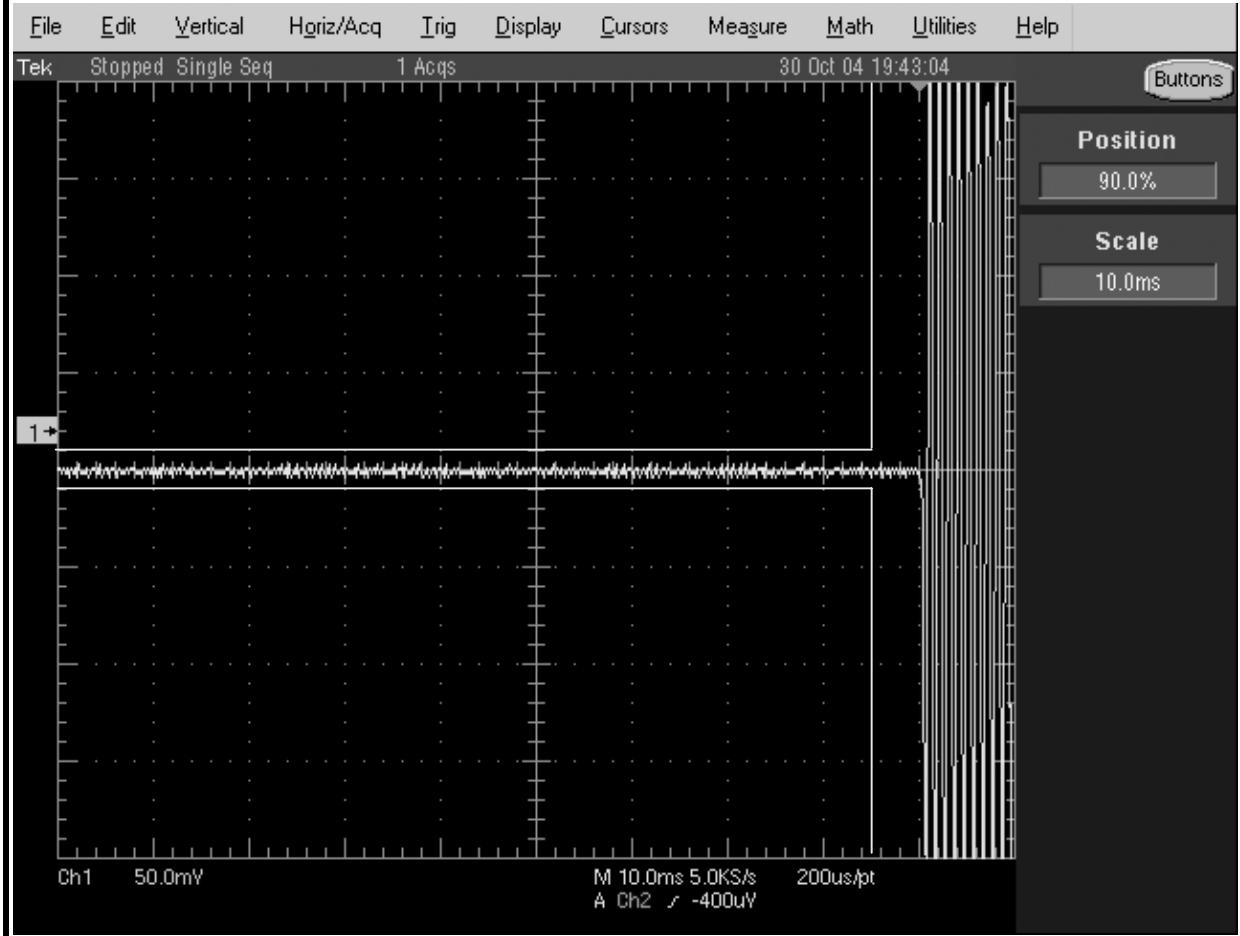 File Edit Vertical Horiz/Acq Trig Display Cursors Measure Math Utilities Help
Tek Stopped Single Seq 1 Acqs 30 Oct 04 19:43:04
Buttons
Position
90.0%
Scale
10.0ms
1
Ch1 50.0mV M 10.0ms 5.0KS/s 200us/pt
A Ch2 -400uV